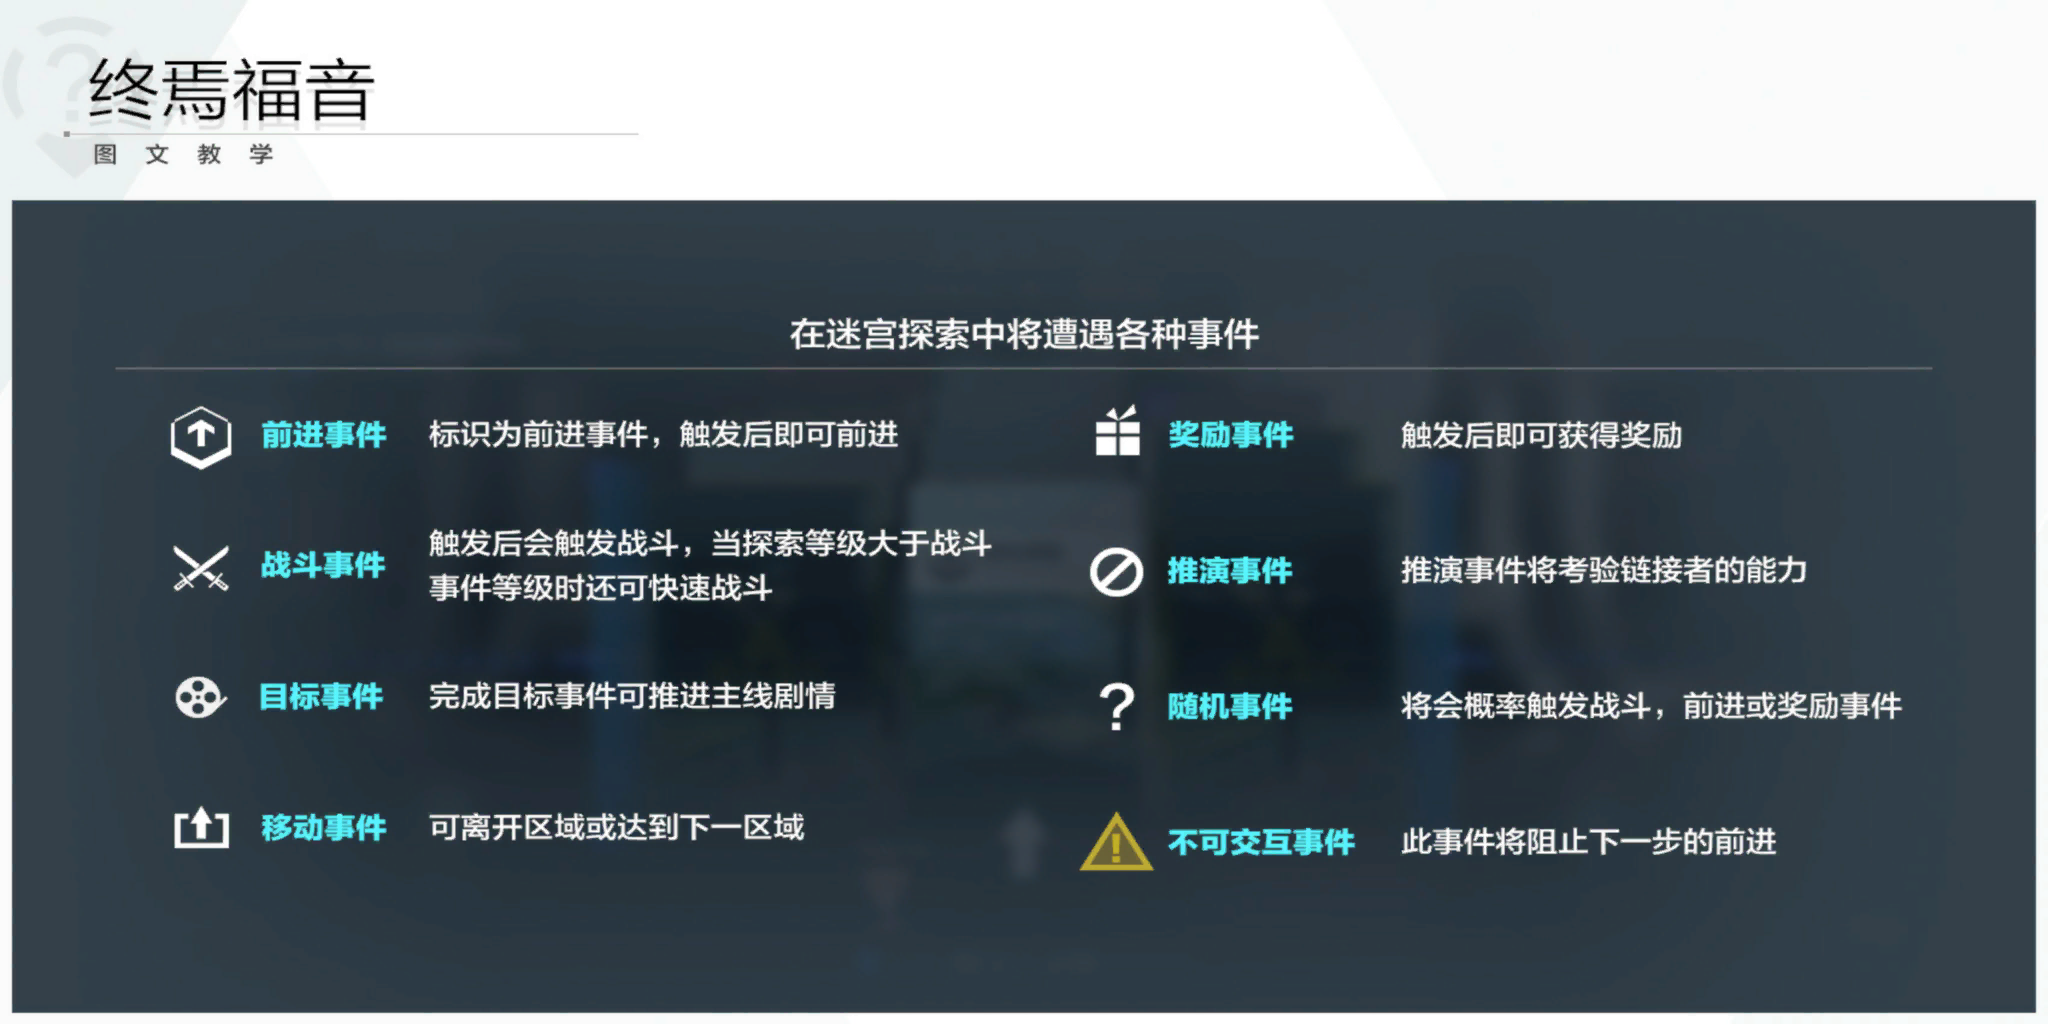 终焉福音
图文教学
在迷宫探索中将遭遇各种事件
前进事件 标识为前进事件，触发后即可前进
战斗事件 触发后会触发战斗，当探索等级大于战斗
事件等级时还可快速战斗
目标事件 完成目标事件可推进主线剧情
移动事件 可离开区域或达到下一区域
奖励事件 触发后即可获得奖励
推演事件 推演事件将考验链接者的能力
随机事件 将会概率触发战斗，前进或奖励事件
不可交互事件 此事件将阻止下一步的前进